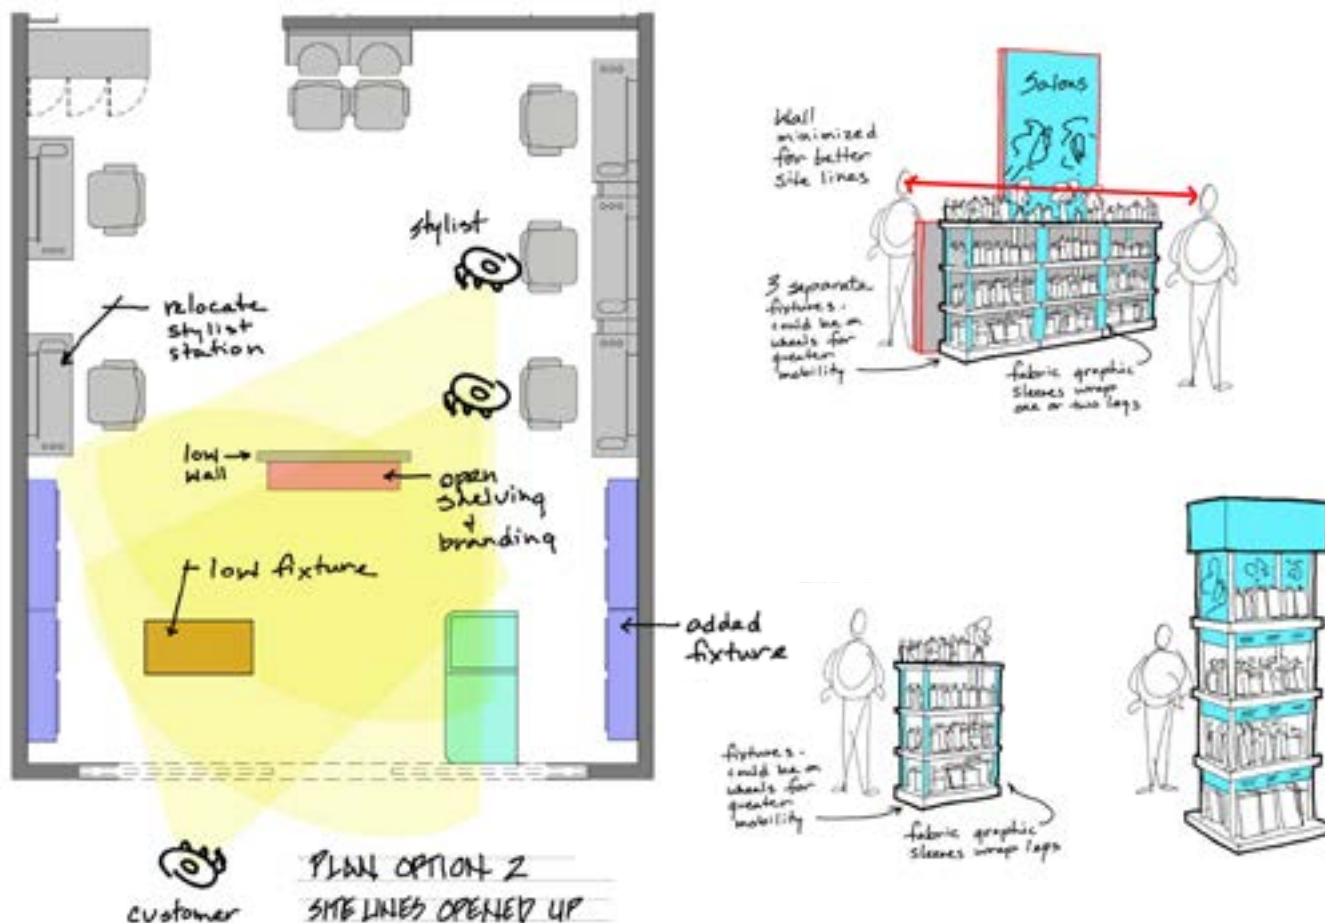 stylist
relocate
stylist
station
low
wall
open
shelving
+
branding
low fixture
added
fixture
customer
PLAN OPTION 2
SITE LINES OPENED UP
Salons
Wall
minimized
for better
site lines
3 separate
fixtures -
could be on
wheels for
greater
mobility
fabric graphic
sleeves wrap
one or two legs
fixtures -
could be on
wheels for
greater
mobility
fabric graphic
sleeves wrap legs